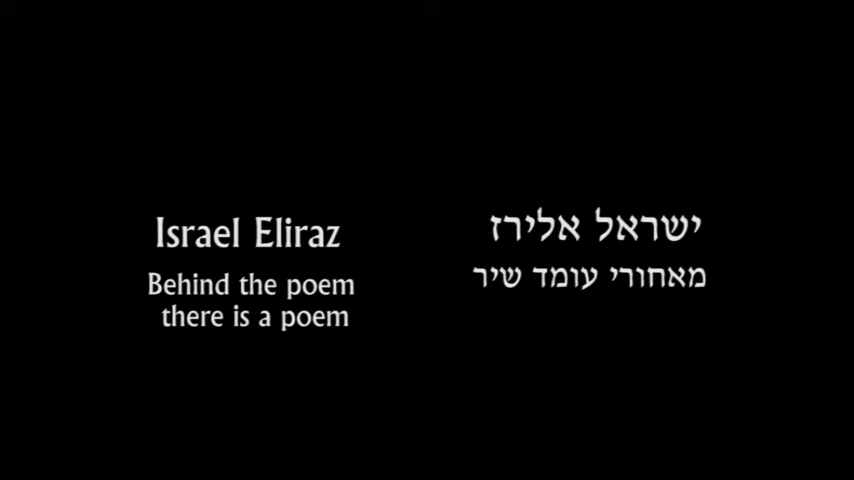 Israel Eliraz
Behind the poem
there is a poem
ישראל אלירז
מאחורי עומד שיר